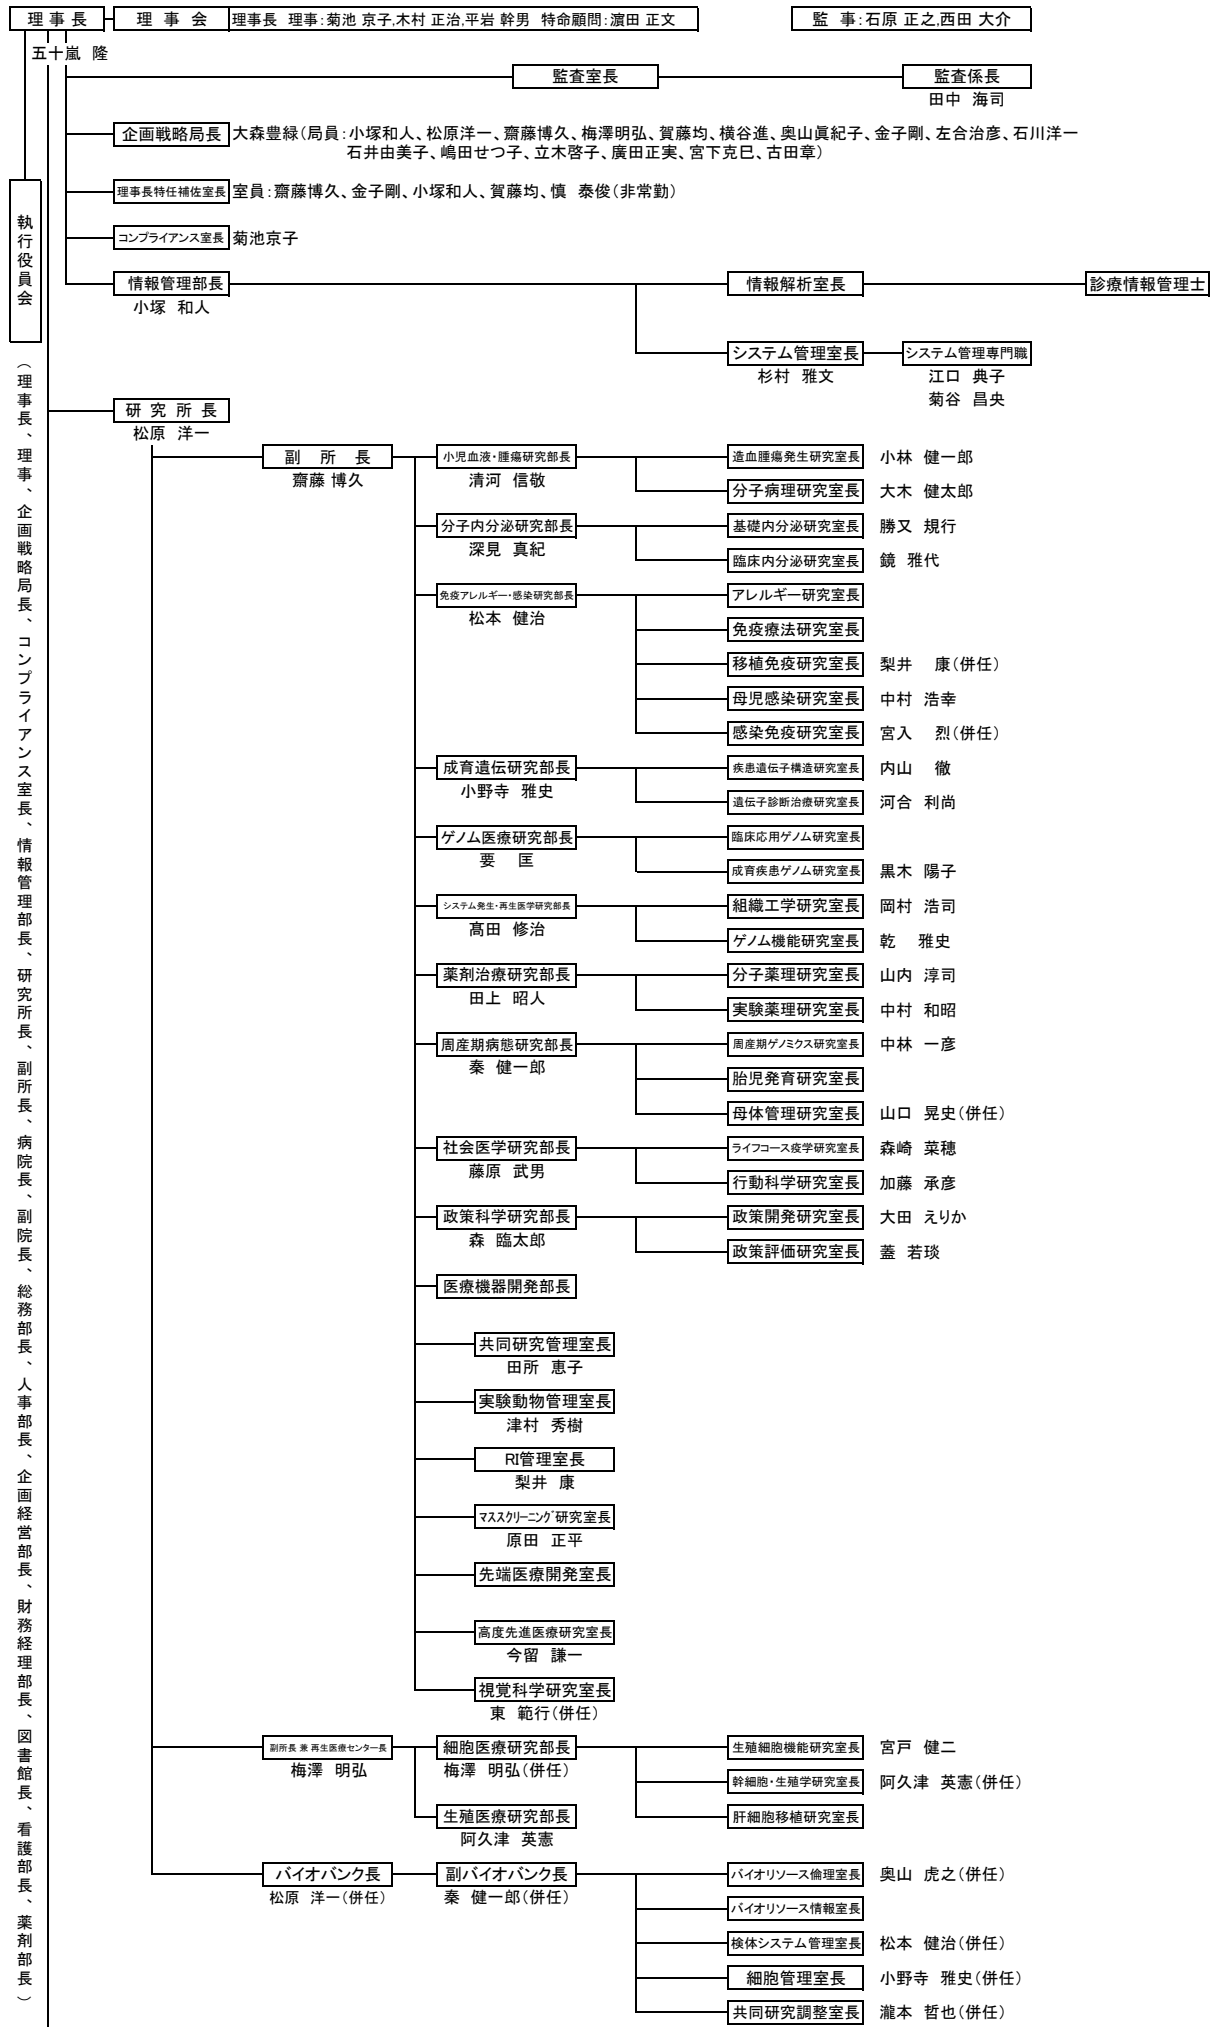 理 事 長　理 事 会　理事長 理事：菊池 京子,木村 正治,平岩 幹男 特命顧問：濵田 正文　監 事：石原 正之,西田 大介
五十嵐 隆
監査室長　監査係長
田中 海司
企画戦略局長　大森豊緑（局員：小塚和人、松原洋一、齋藤博久、梅澤明弘、賀藤均、横谷進、奥山眞紀子、金子剛、左合治彦、石川洋一
石井由美子、嶋田せつ子、立木啓子、廣田正実、宮下克巳、古田章）
理事長特任補佐室長　室員：齋藤博久、金子剛、小塚和人、賀藤均、慎 泰俊（非常勤）
コンプライアンス室長　菊池京子
執行役員会
（理事長、理事、企画戦略局長、コンプライアンス室長、情報管理部長、研究所長、副所長、病院長、副院長、総務部長、人事部長、企画経営部長、財務経理部長、図書館長、看護部長、薬剤部長）
情報管理部長　情報解析室長　診療情報管理士
小塚 和人
システム管理室長　システム管理専門職
杉村 雅文　江口 典子
菊谷 昌央
研 究 所 長
松原 洋一
副 所 長　小児血液・腫瘍研究部長　造血腫瘍発生研究室長　小林 健一郎
齋藤 博久　清河 信敬
分子病理研究室長　大木 健太郎
分子内分泌研究部長　基礎内分泌研究室長　勝又 規行
深見 真紀
臨床内分泌研究室長　鏡 雅代
免疫アレルギー・感染研究部長　アレルギー研究室長
松本 健治
免疫療法研究室長
移植免疫研究室長　梨井 康（併任）
母児感染研究室長　中村 浩幸
感染免疫研究室長　宮入 烈（併任）
成育遺伝研究部長　疾患遺伝子構造研究室長　内山 徹
小野寺 雅史
遺伝子診断治療研究室長　河合 利尚
ゲノム医療研究部長　臨床応用ゲノム研究室長
要 匡
成育疾患ゲノム研究室長　黒木 陽子
システム発生・再生医学研究部長　組織工学研究室長　岡村 浩司
髙田 修治
ゲノム機能研究室長　乾 雅史
薬剤治療研究部長　分子薬理研究室長　山内 淳司
田上 昭人
実験薬理研究室長　中村 和昭
周産期病態研究部長　周産期ゲノミクス研究室長　中林 一彦
秦 健一郎
胎児発育研究室長
母体管理研究室長　山口 晃史（併任）
社会医学研究部長　ライフコース疫学研究室長　森崎 菜穂
藤原 武男
行動科学研究室長　加藤 承彦
政策科学研究部長　政策開発研究室長　大田 えりか
森 臨太郎
政策評価研究室長　蓋 若琰
医療機器開発部長
共同研究管理室長
田所 恵子
実験動物管理室長
津村 秀樹
RI管理室長
梨井 康
マススクリーニング研究室長
原田 正平
先端医療開発室長
高度先進医療研究室長
今留 謙一
視覚科学研究室長
東 範行（併任）
副所長 兼 再生医療センター長　細胞医療研究部長　生殖細胞機能研究室長　宮戸 健二
梅澤 明弘　梅澤 明弘（併任）
幹細胞・生殖学研究室長　阿久津 英憲（併任）
生殖医療研究部長　肝細胞移植研究室長
阿久津 英憲
バイオバンク長　副バイオバンク長　バイオリソース倫理室長　奥山 虎之（併任）
松原 洋一（併任）　秦 健一郎（併任）
バイオリソース情報室長
検体システム管理室長　松本 健治（併任）
細胞管理室長　小野寺 雅史（併任）
共同研究調整室長　瀧本 哲也（併任）